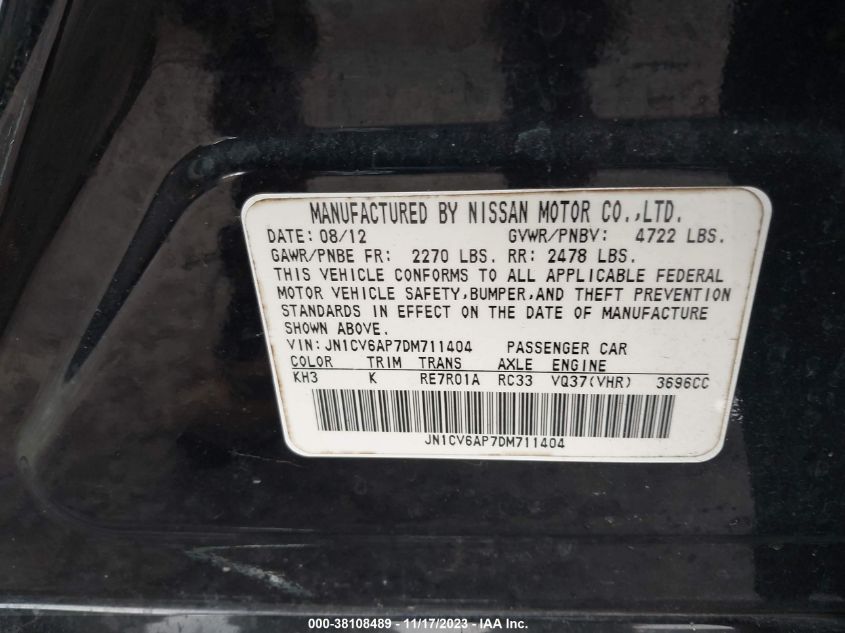 MANUFACTURED BY NISSAN MOTOR CO.,LTD.
DATE: 08/12 GVWR/PNBV: 4722 LBS.
GAWR/PNBE FR: 2270 LBS. RR: 2478 LBS.
THIS VEHICLE CONFORMS TO ALL APPLICABLE FEDERAL
MOTOR VEHICLE SAFETY,BUMPER,AND THEFT PREVENTION
STANDARDS IN EFFECT ON THE DATE OF MANUFACTURE
SHOWN ABOVE.
VIN: JN1CV6AP7DM711404 PASSENGER CAR
COLOR TRIM TRANS AXLE ENGINE
KH3 K RE7R01A RC33 VQ37(VHR) 3696CC
JN1CV6AP7DM711404
000-38108489 - 11/17/2023 - IAA Inc.